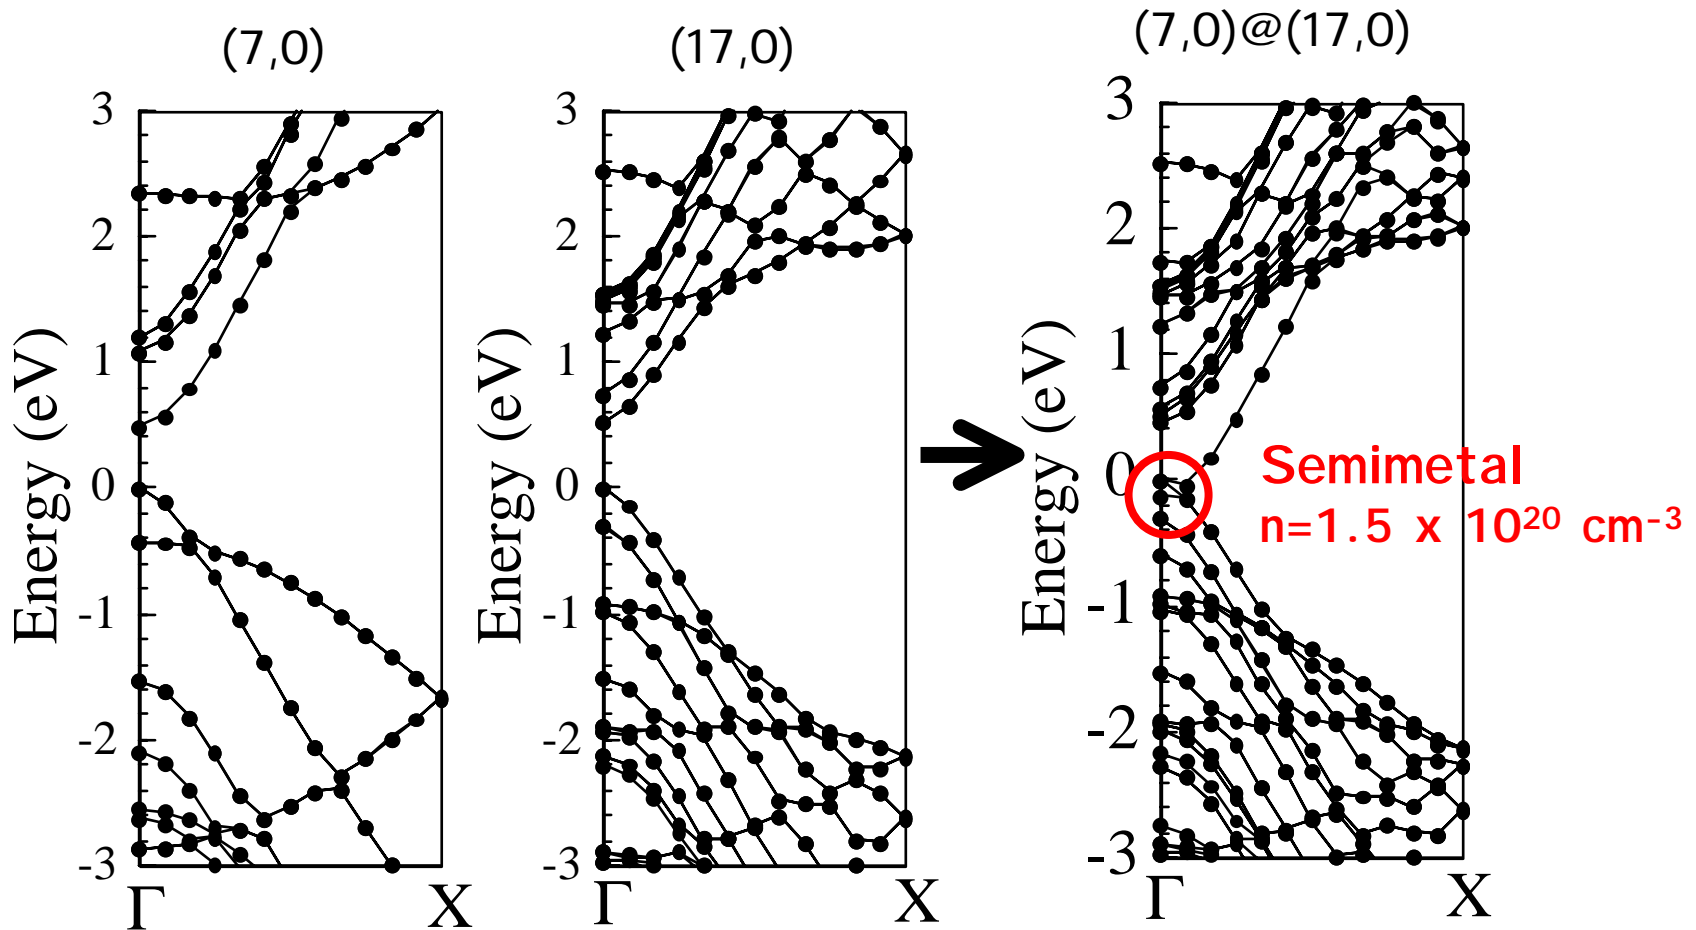 (7,0)
3
2
1
0
-1
-2
-3
Energy (eV)
Γ
X
(17,0)
3
2
1
0
-1
-2
-3
Energy (eV)
Γ
X
(7,0)@(17,0)
3
2
1
0
-1
-2
-3
Energy (eV)
Γ
X
Semimetal
n=1.5 x 10²⁰ cm⁻³